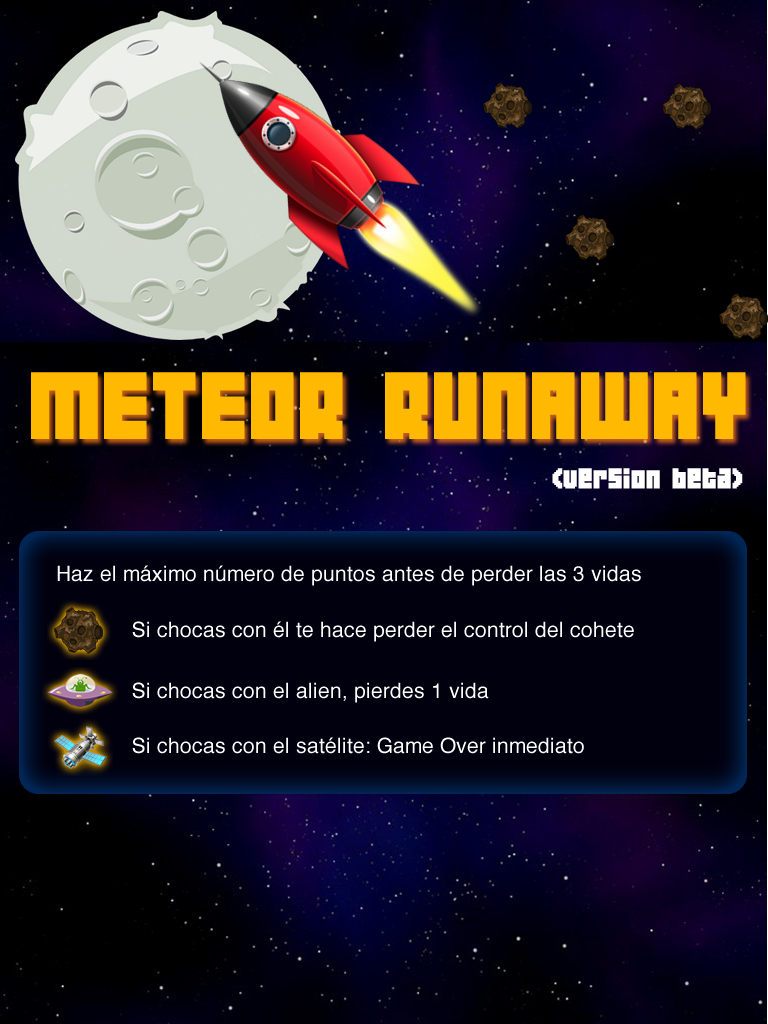 METEOR RUNAWAY
(version beta)
Haz el máximo número de puntos antes de perder las 3 vidas
Si chocas con él te hace perder el control del cohete
Si chocas con el alien, pierdes 1 vida
Si chocas con el satélite: Game Over inmediato